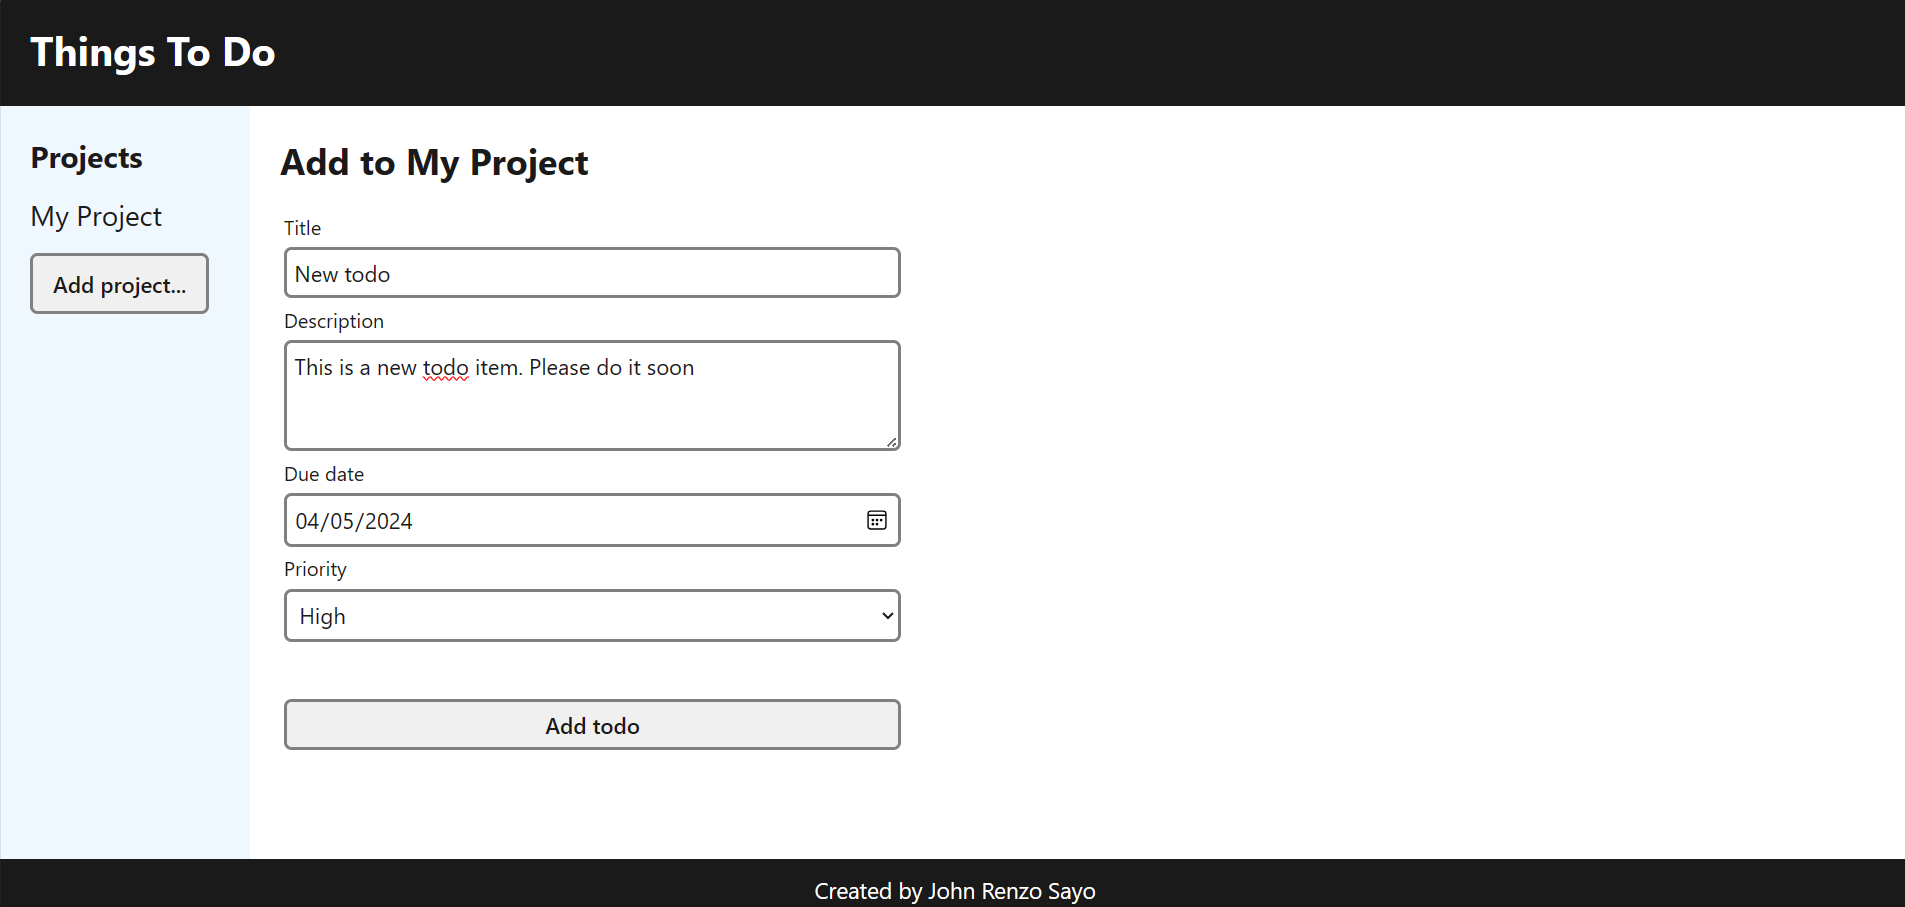 Things To Do
Projects
My Project
Add project...
Add to My Project
Title
New todo
Description
This is a new todo item. Please do it soon
Due date
04/05/2024
Priority
High
Add todo
Created by John Renzo Sayo